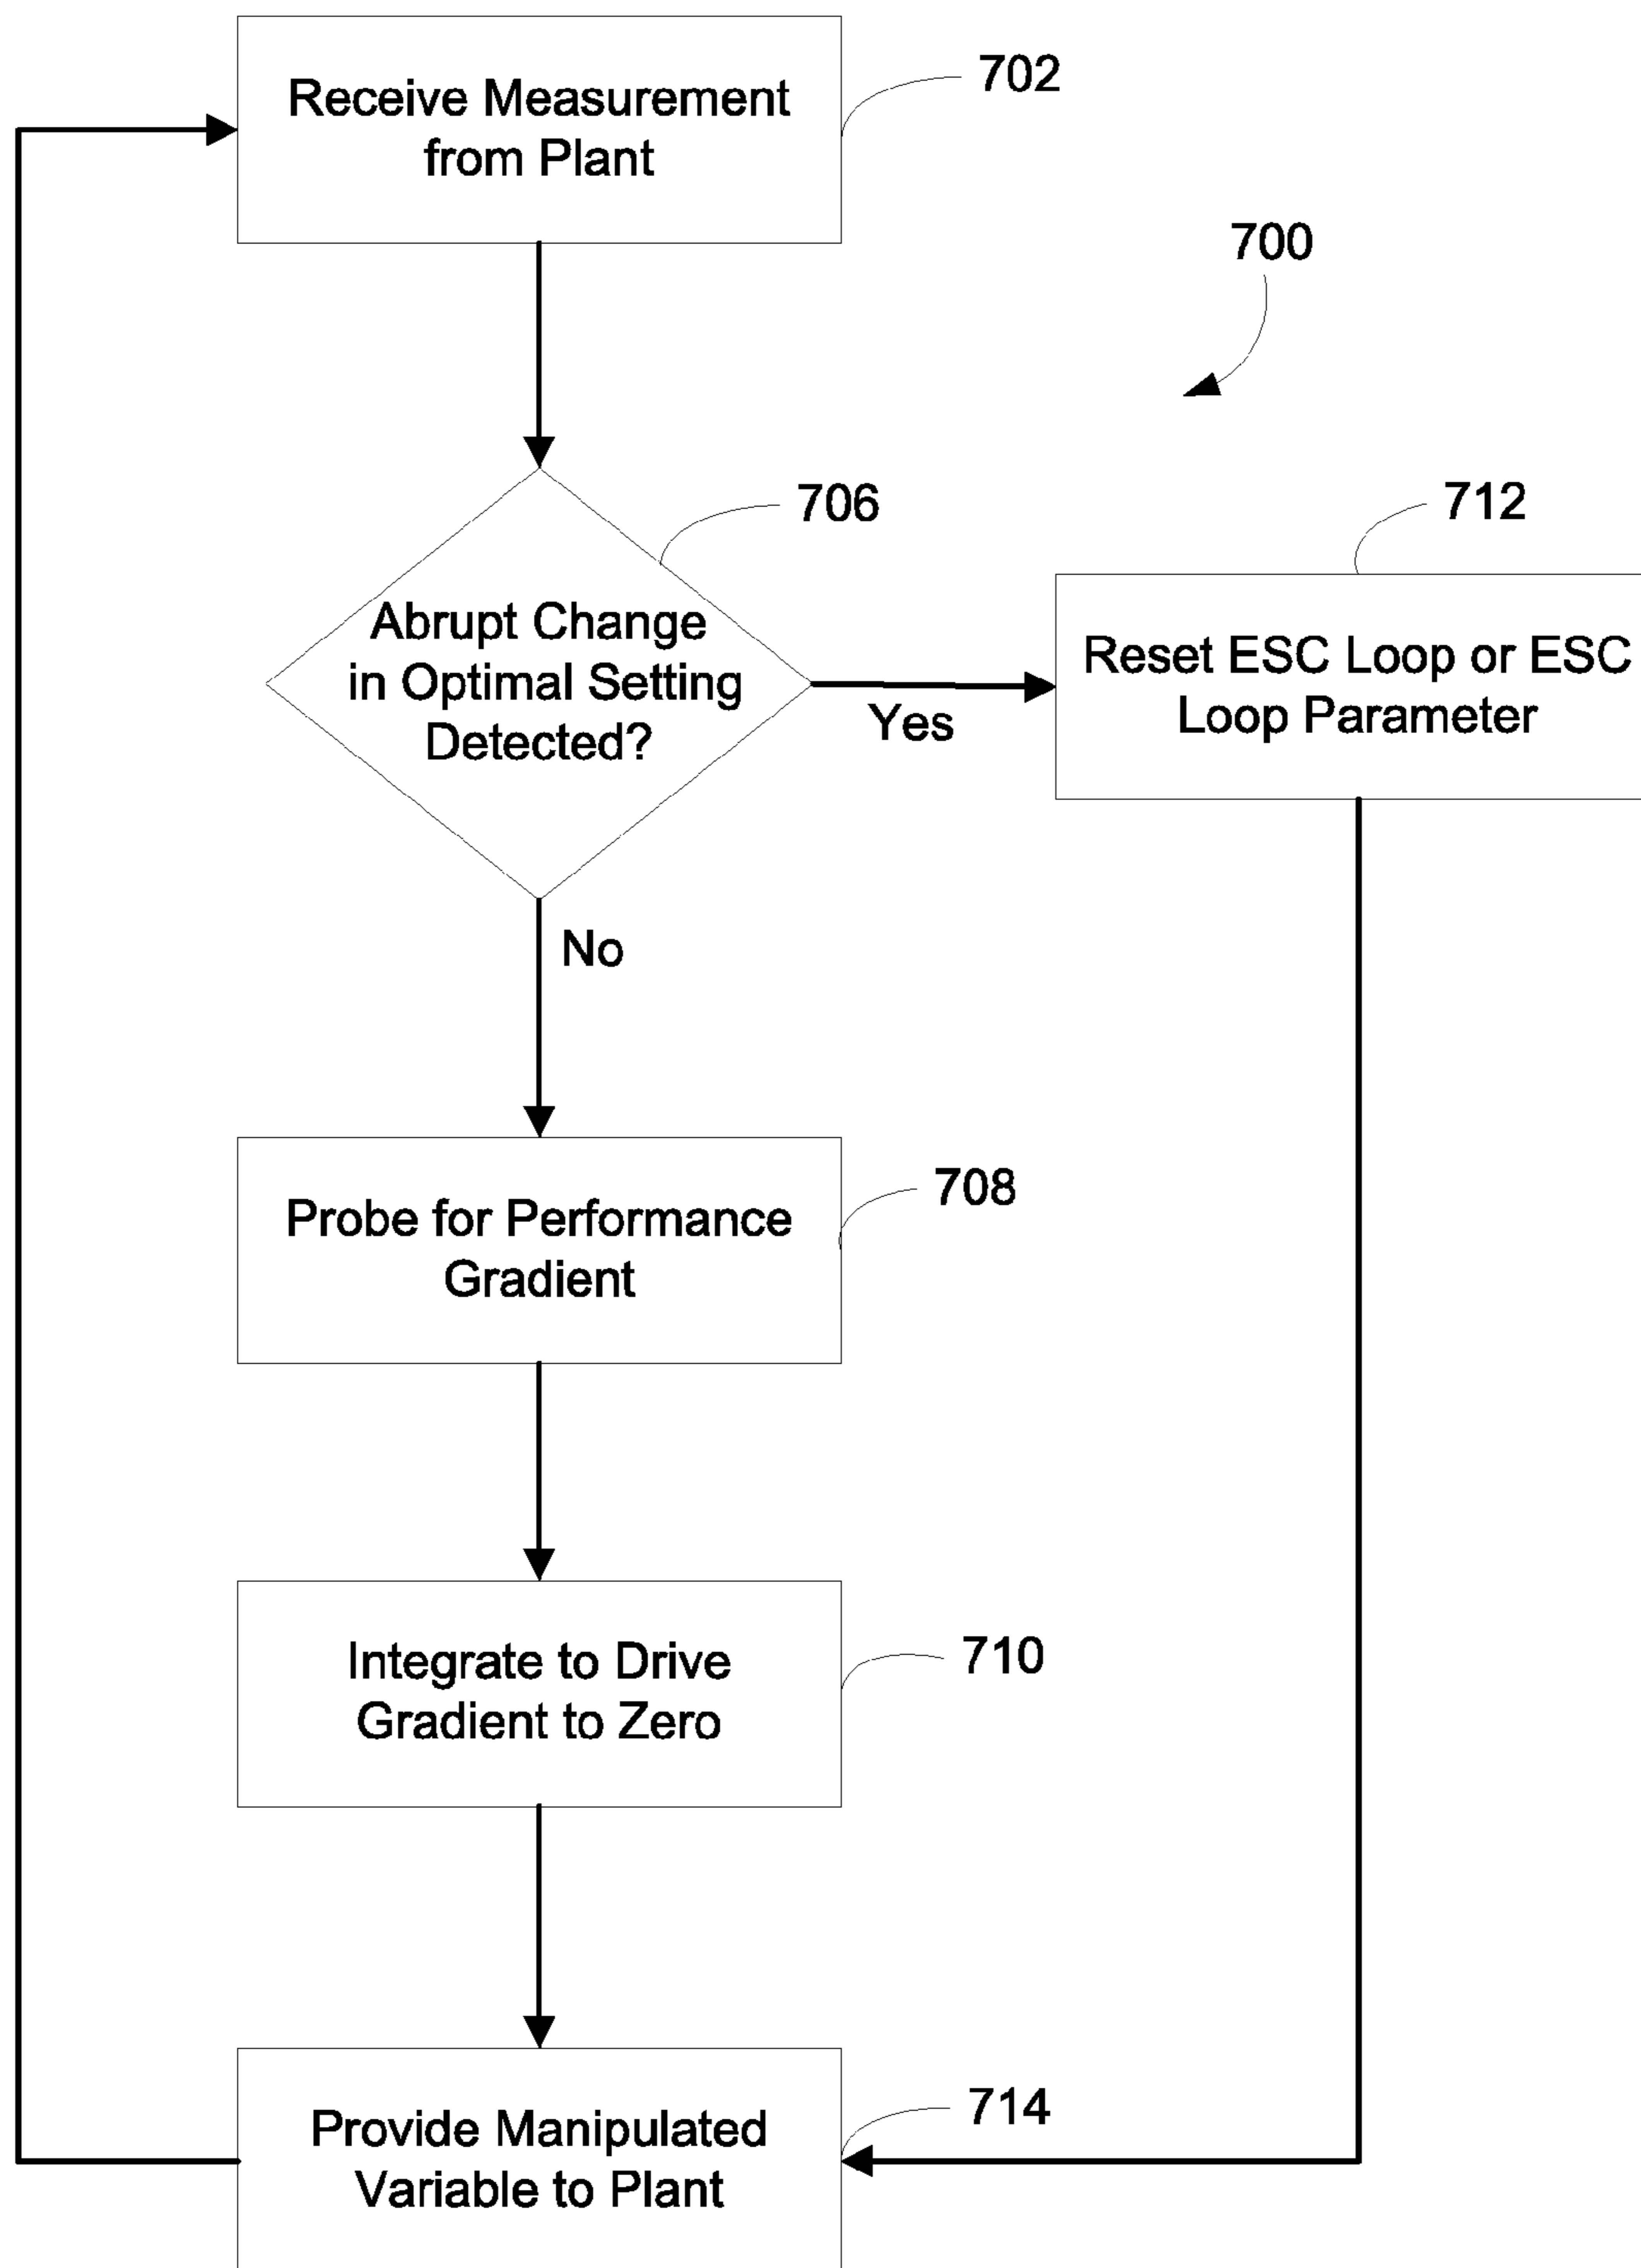 Receive Measurement
from Plant
702
700
706
Abrupt Change
in Optimal Setting
Detected?
Yes
712
Reset ESC Loop or ESC
Loop Parameter
No
708
Probe for Performance
Gradient
710
Integrate to Drive
Gradient to Zero
714
Provide Manipulated
Variable to Plant